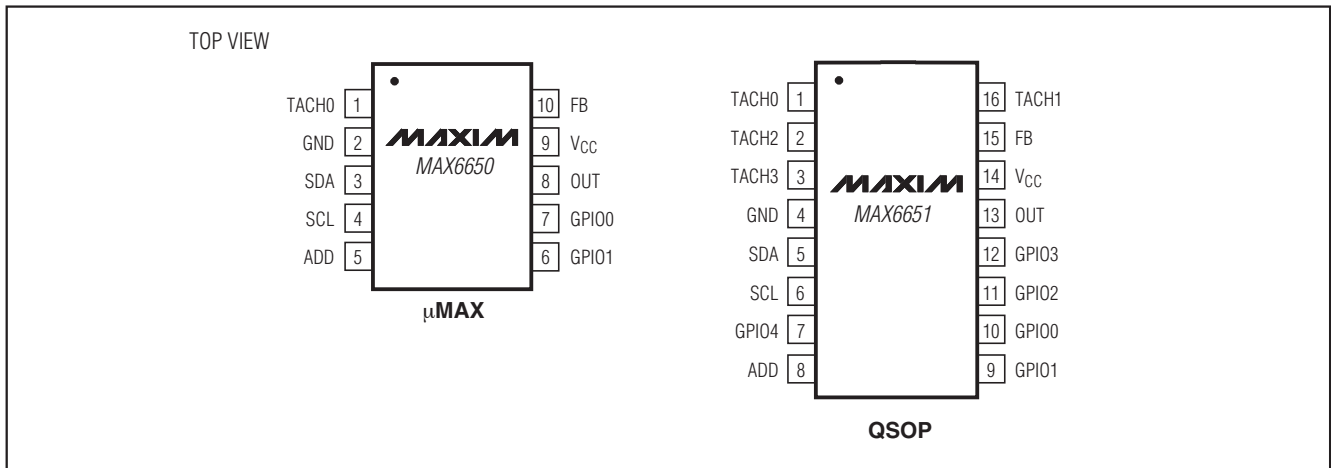 TOP VIEW
TACH0 1
GND 2
SDA 3
SCL 4
ADD 5
MAXIM
MAX6650
10 FB
9 VCC
8 OUT
7 GPIO0
6 GPIO1
μMAX
TACH0 1
TACH2 2
TACH3 3
GND 4
SDA 5
SCL 6
GPIO4 7
ADD 8
MAXIM
MAX6651
16 TACH1
15 FB
14 VCC
13 OUT
12 GPIO3
11 GPIO2
10 GPIO0
9 GPIO1
QSOP